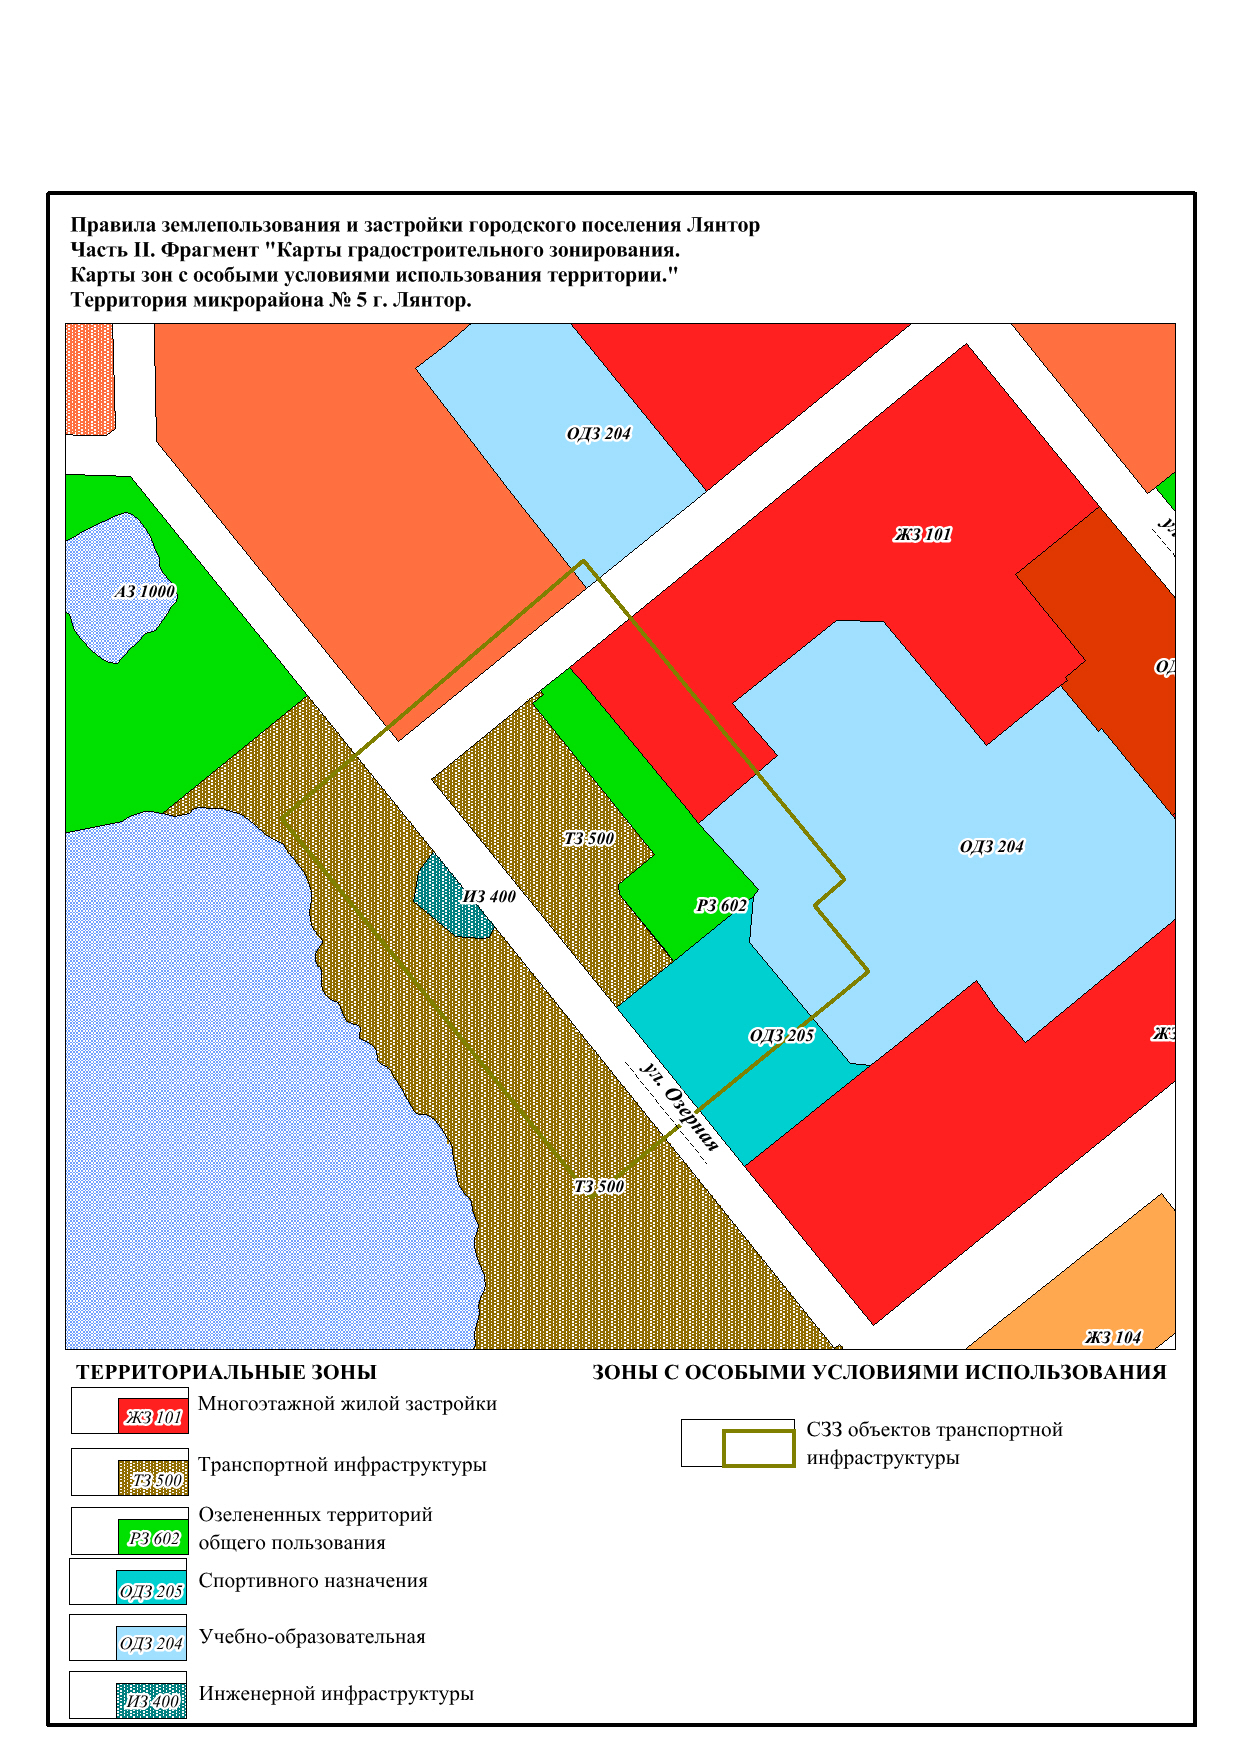 Правила землепользования и застройки городского поселения Лянтор
Часть II. Фрагмент "Карты градостроительного зонирования.
Карты зон с особыми условиями использования территории."
Территория микрорайона № 5 г. Лянтор.
ОДЗ 204
ЖЗ 101
ул.
АЗ 1000
ОД
ТЗ 500
ОДЗ 204
ИЗ 400
РЗ 602
ОДЗ 205
ЖЗ
ул. Озерная
ТЗ 500
ЖЗ 104
ТЕРРИТОРИАЛЬНЫЕ ЗОНЫ
ЖЗ 101 Многоэтажной жилой застройки
ТЗ 500 Транспортной инфраструктуры
РЗ 602 Озелененных территорий
общего пользования
ОДЗ 205 Спортивного назначения
ОДЗ 204 Учебно-образовательная
ИЗ 400 Инженерной инфраструктуры
ЗОНЫ С ОСОБЫМИ УСЛОВИЯМИ ИСПОЛЬЗОВАНИЯ
СЗЗ объектов транспортной
инфраструктуры